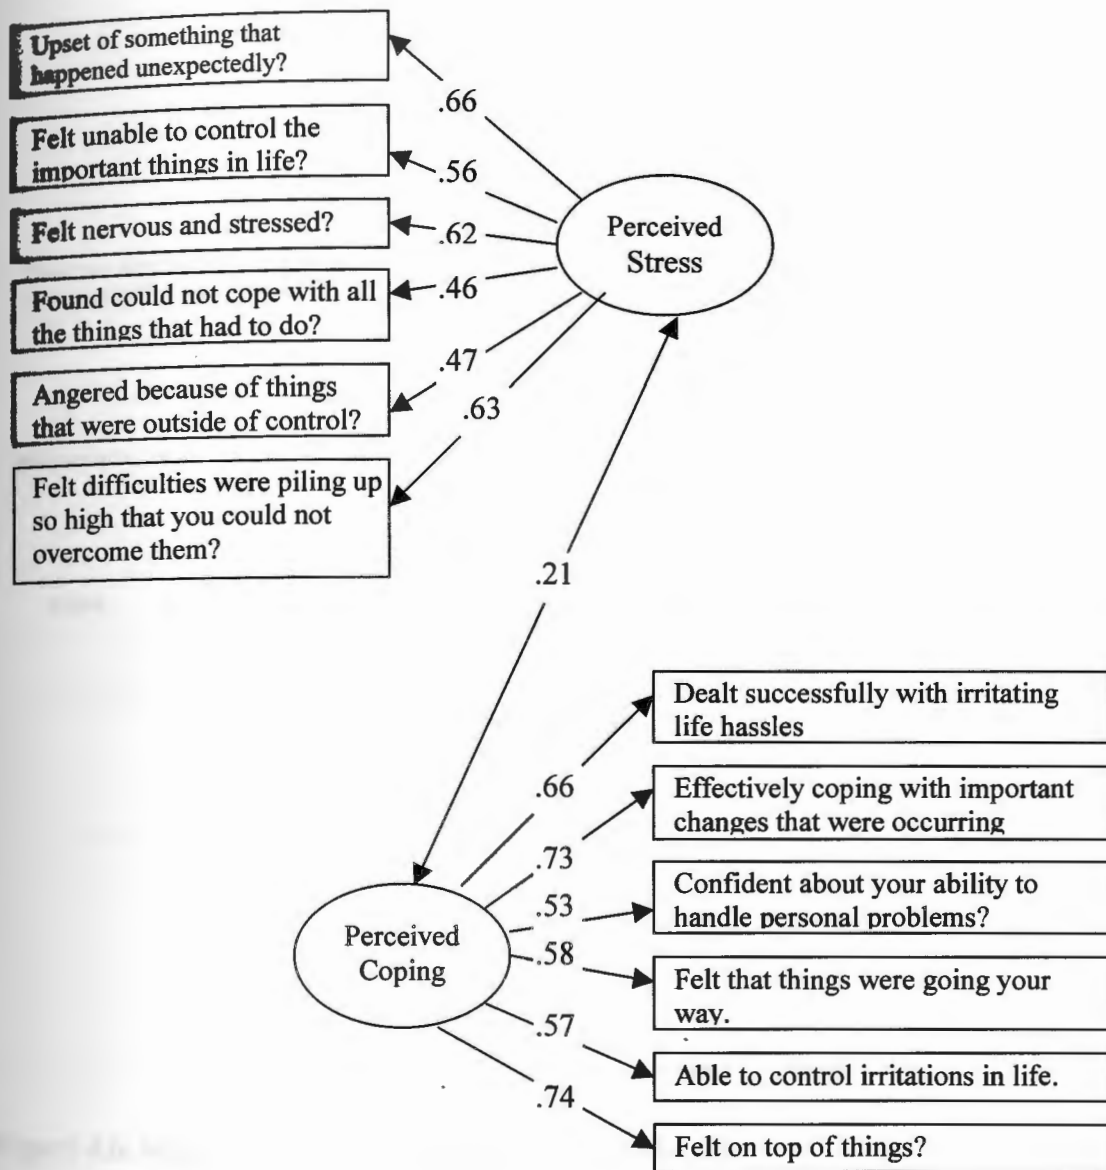 Upset of something that
happened unexpectedly?
.66
Felt unable to control the
important things in life?
.56
Felt nervous and stressed?
.62
Perceived
Stress
Found could not cope with all
the things that had to do?
.46
Angered because of things
that were outside of control?
.47
.63
Felt difficulties were piling up
so high that you could not
overcome them?
.21
Dealt successfully with irritating
life hassles
.66
Effectively coping with important
changes that were occurring
.73
Confident about your ability to
handle personal problems?
.53
Perceived
Coping
.58
Felt that things were going your
way.
.57
Able to control irritations in life.
.74
Felt on top of things?